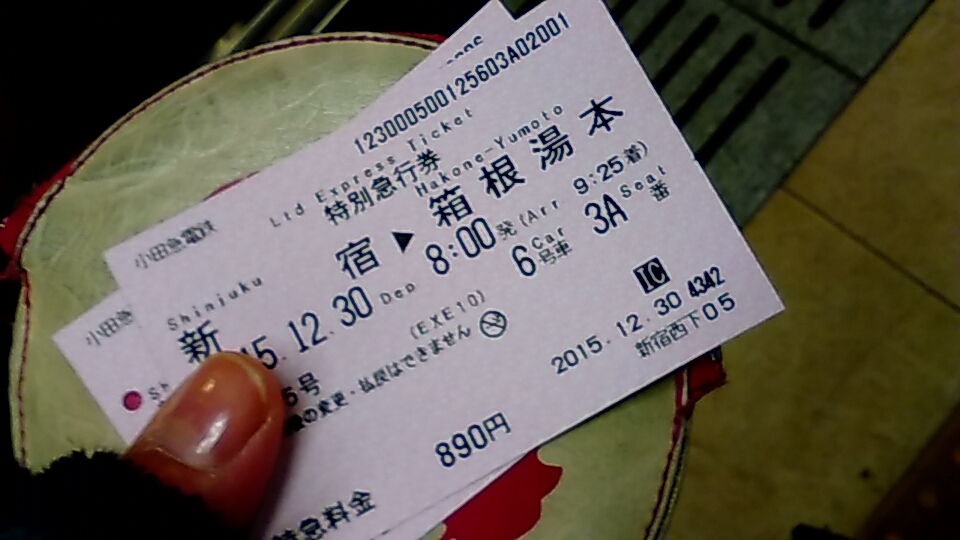 123000500125603A02001
小田急電鉄
Ltd Express Ticket
特別急行券
Shinjuku Hakone-Yumoto
新宿▶箱根湯本
15.12.30 Dep 8:00発(Arr 9:25着)
5号 (EXE10) 6 Car 号車 3A Seat 番
の変更・払戻はできません
IC
2015.12.30 4342
新宿西下05
890円
特急料金
小田急
Sh